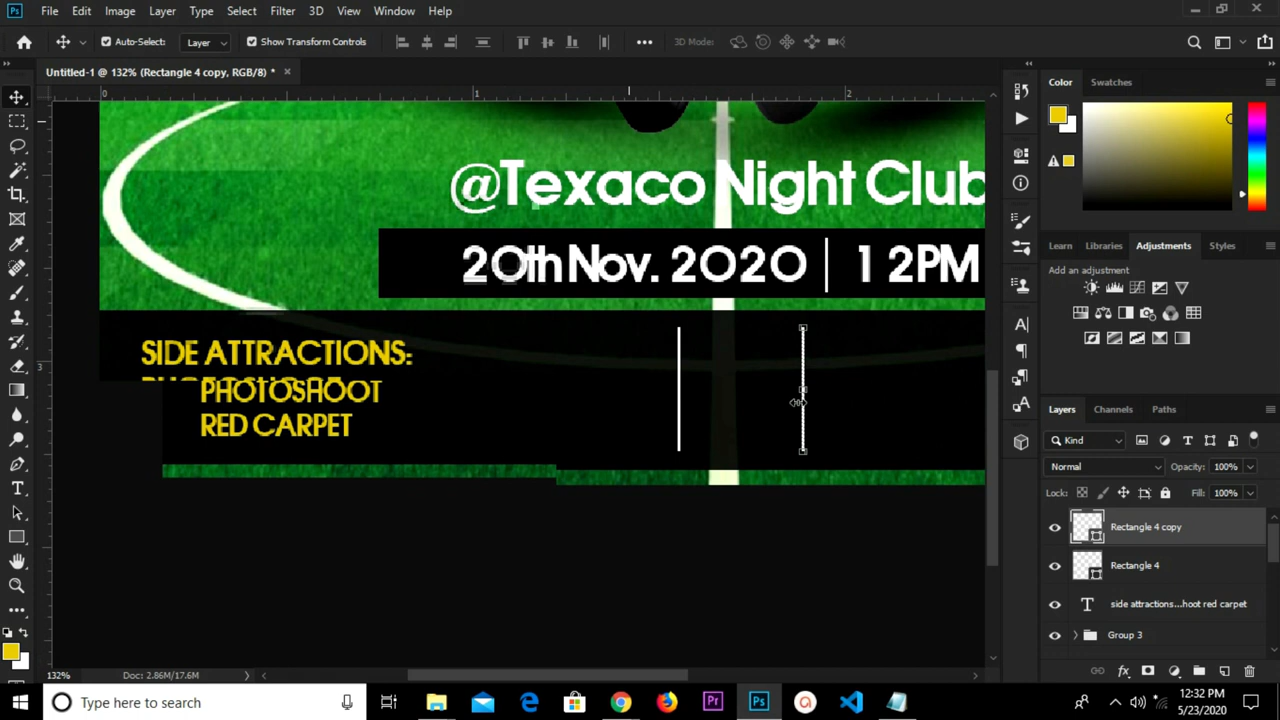 File Edit Image Layer Type Select Filter 3D View Window Help
Auto-Select: Layer Show Transform Controls 3D Mode:
Untitled-1 @ 132% (Rectangle 4 copy, RGB/8) *
0 1 2
3
@Texaco Night Club
20th Nov. 2020 | 12PM
SIDE ATTRACTIONS:
PHOTOSHOOT
RED CARPET
132% Doc: 2.86M/17.6M
Color Swatches
Learn Libraries Adjustments Styles
Add an adjustment
Layers Channels Paths
Kind
Normal Opacity: 100%
Lock: Fill: 100%
Rectangle 4 copy
Rectangle 4
side attractions...hoot red carpet
Group 3
Type here to search
12:32 PM
5/23/2020